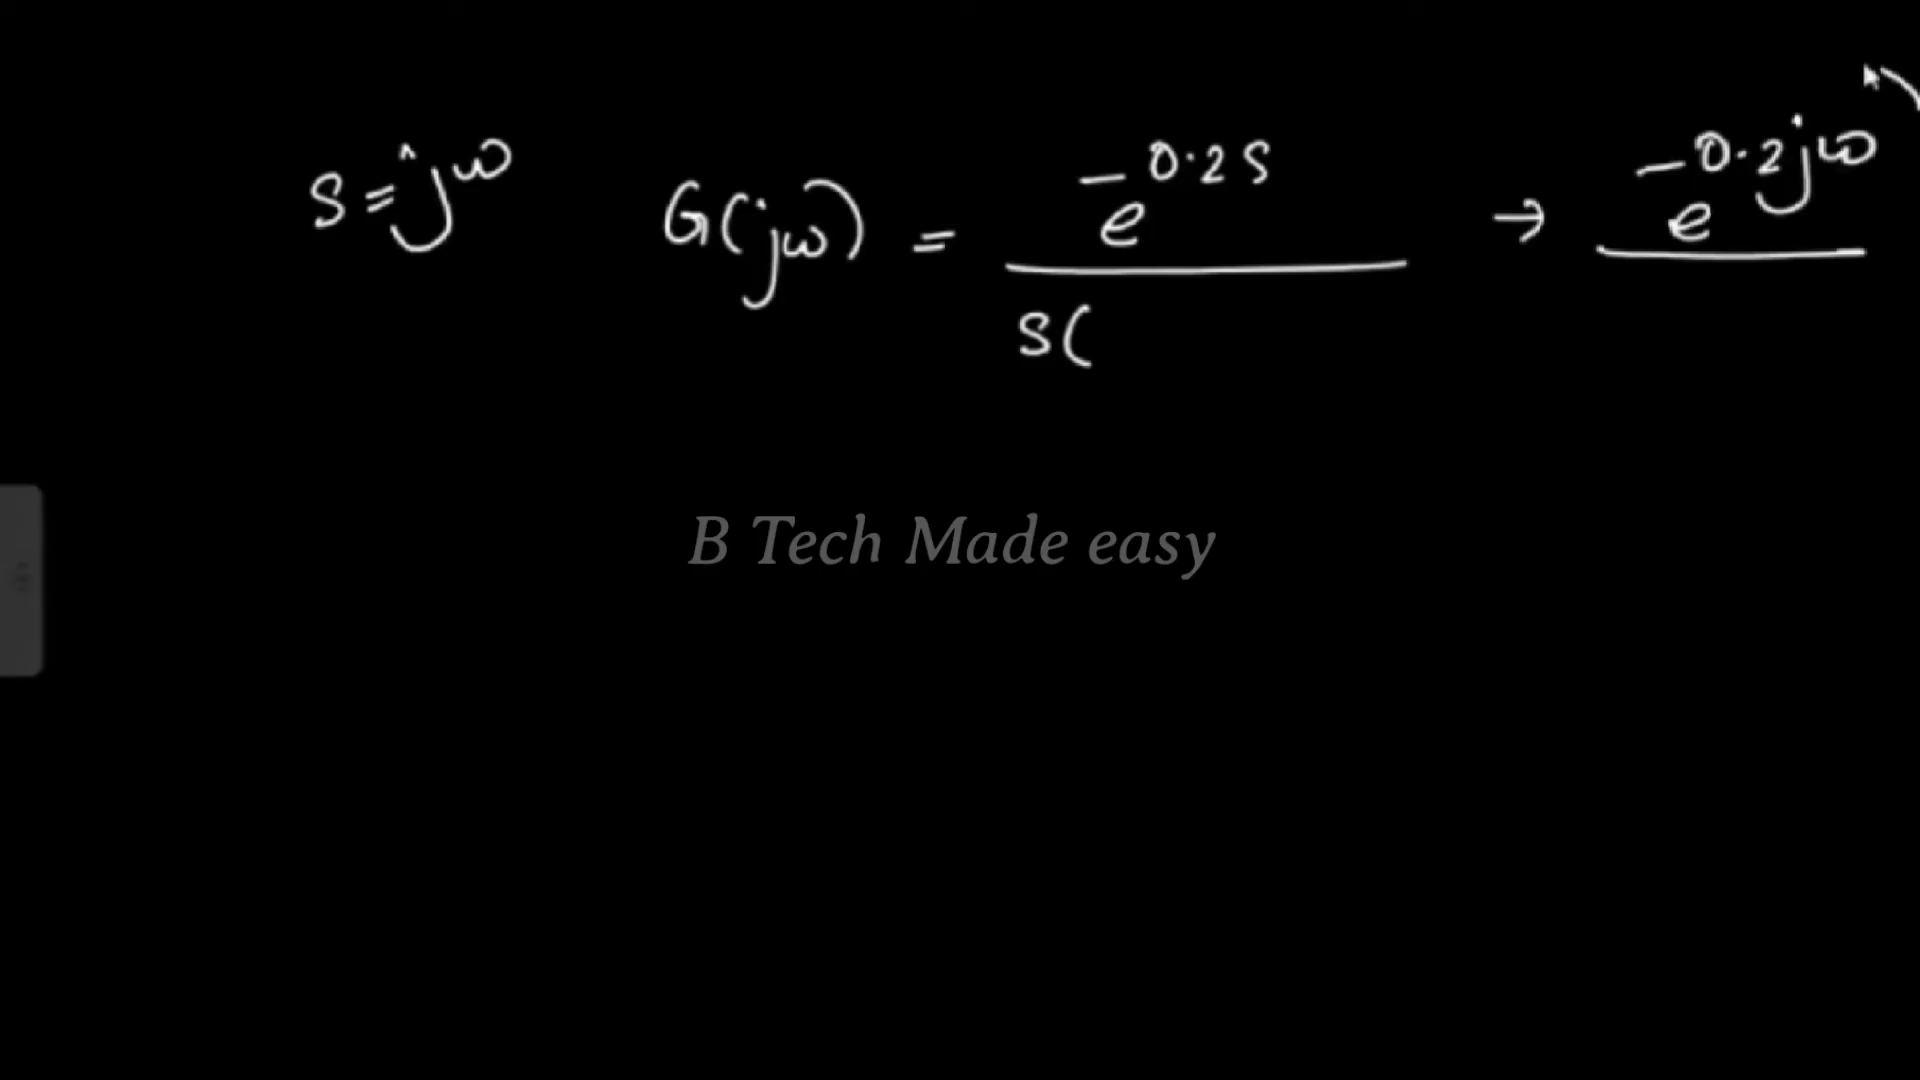 s=jω G(jω) = e^-0.2s → e^-0.2jω
s(
B Tech Made easy